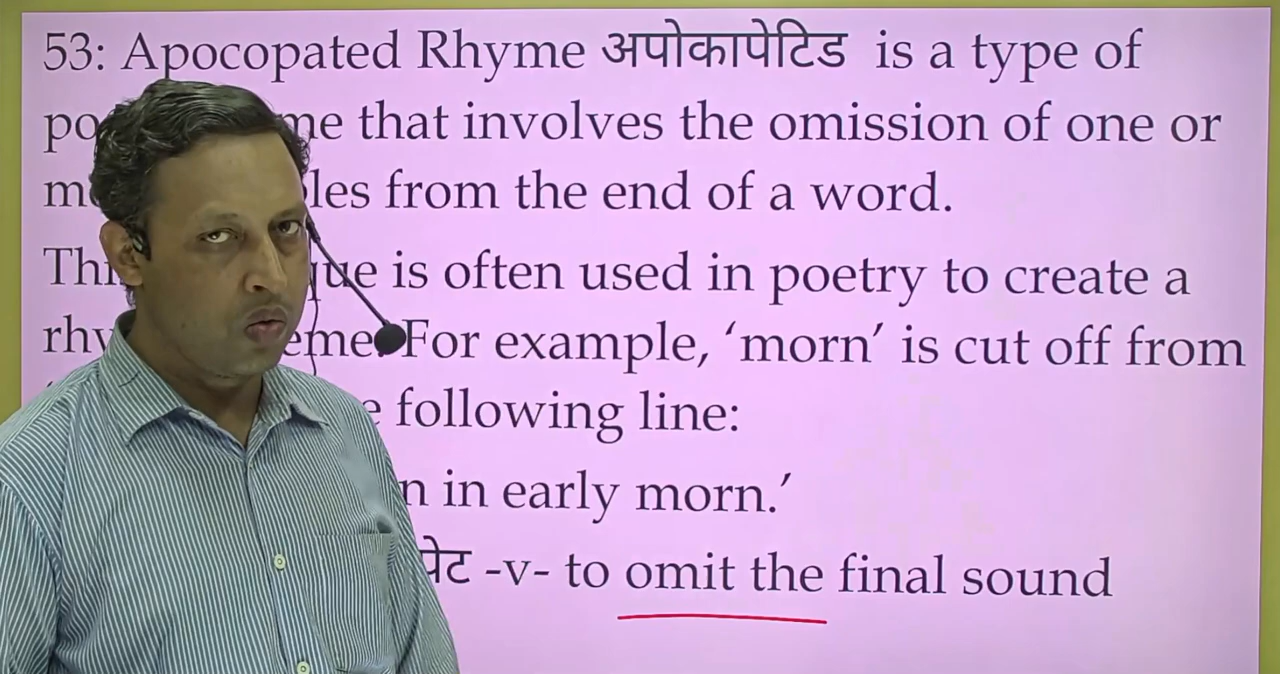 53: Apocopated Rhyme अपोकापेटिड is a type of
that involves the omission of one or
from the end of a word.
is often used in poetry to create a
For example, ‘morn’ is cut off from
following line:
in early morn.’
-v- to omit the final sound